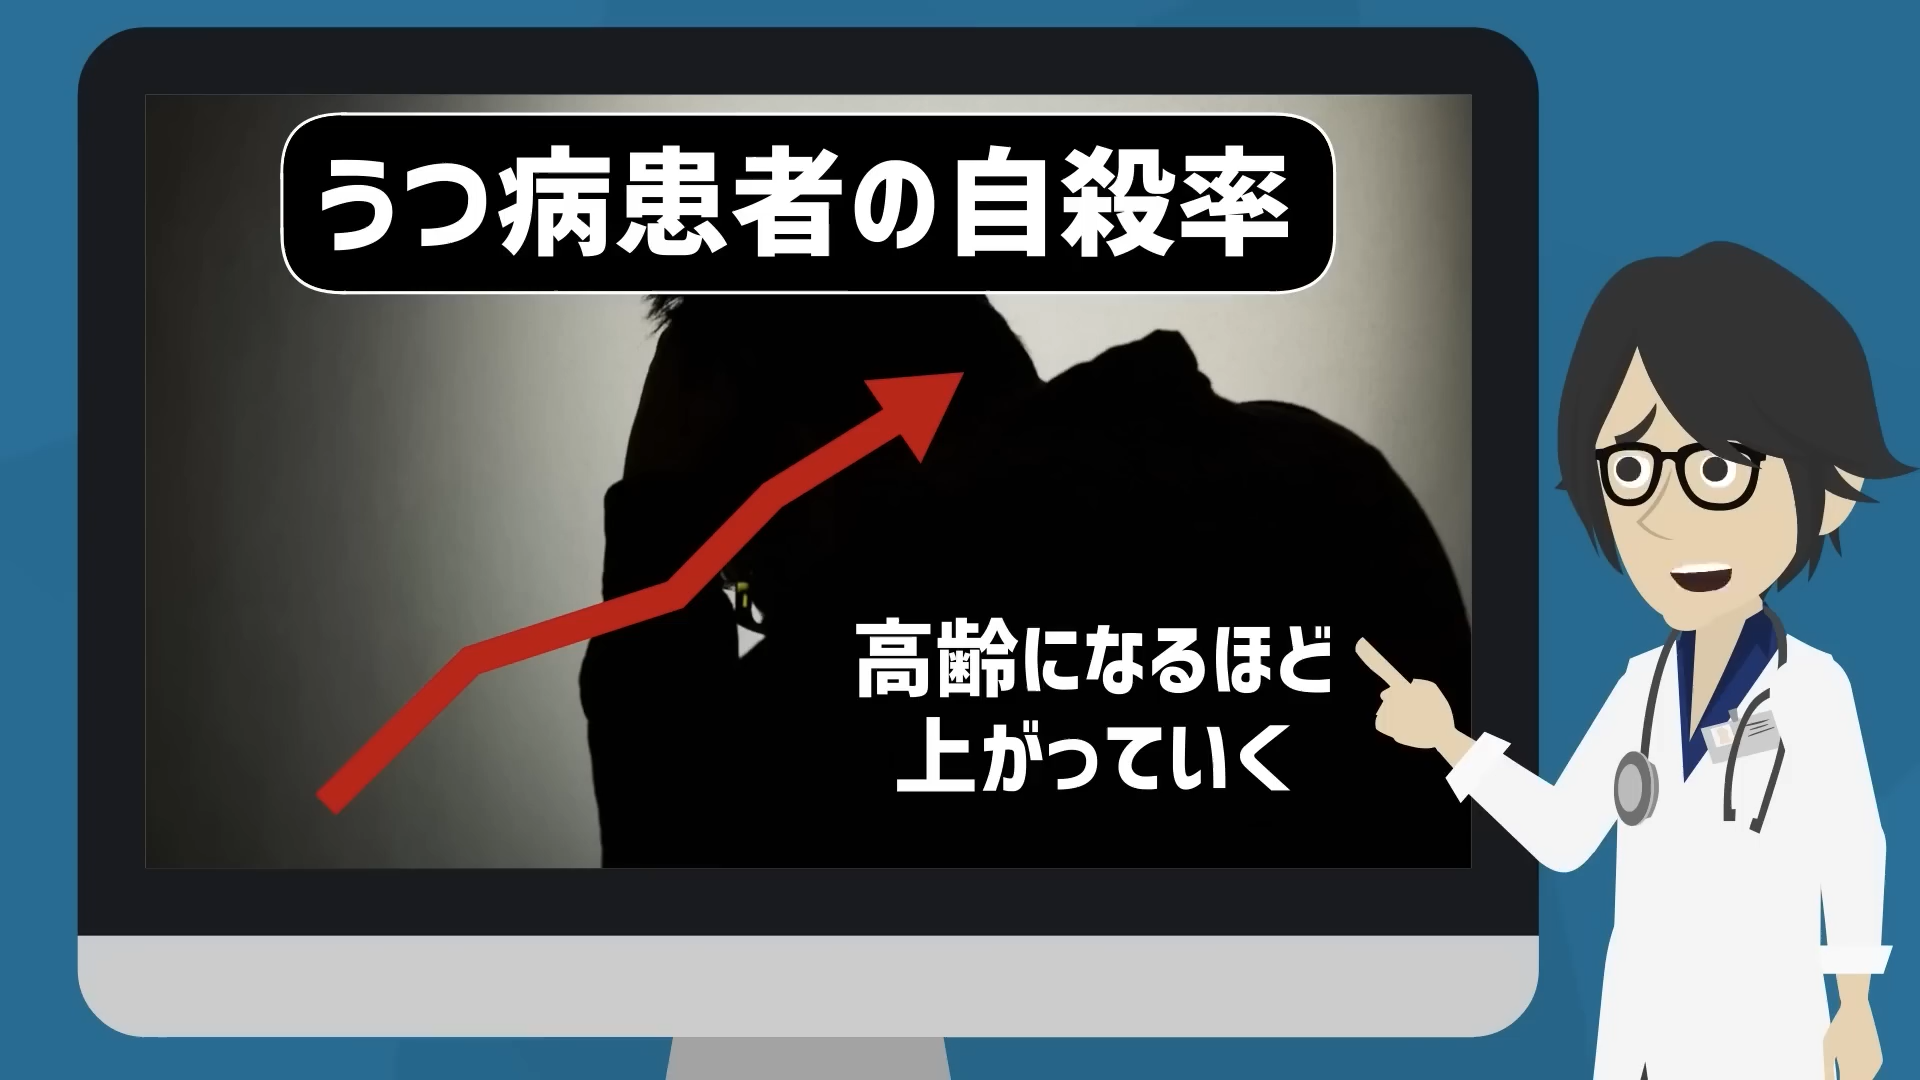 うつ病患者の自殺率
高齢になるほど
上がっていく